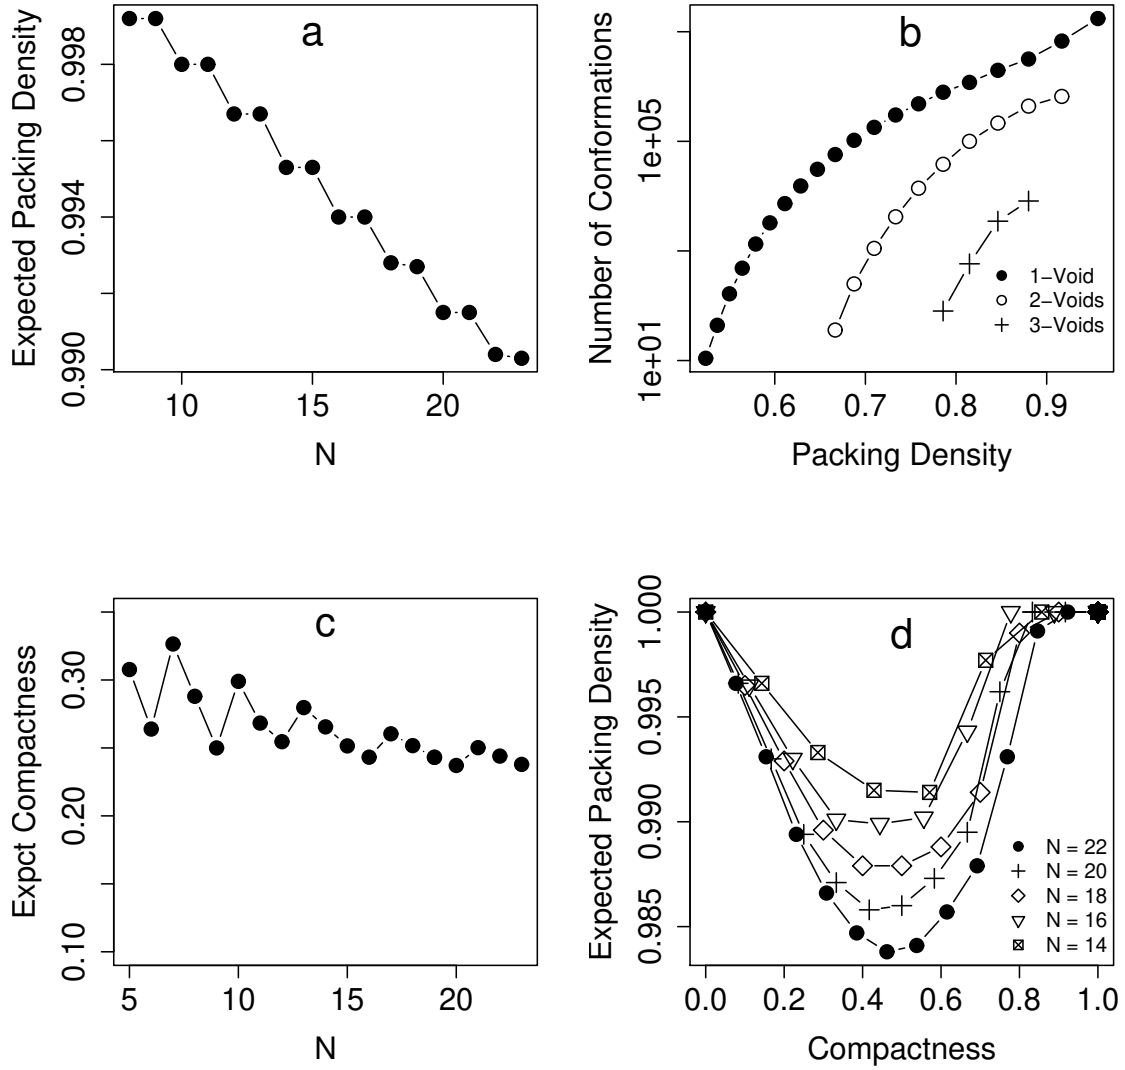 a
Expected Packing Density
0.998
0.994
0.990
10 15 20
N
b
Number of Conformations
1e+05
1e+01
1−Void
2−Voids
3−Voids
0.6 0.7 0.8 0.9
Packing Density
c
Expct Compactness
0.30
0.20
0.10
5 10 15 20
N
d
Expected Packing Density
1.000
0.995
0.990
0.985
N = 22
N = 20
N = 18
N = 16
N = 14
0.0 0.2 0.4 0.6 0.8 1.0
Compactness